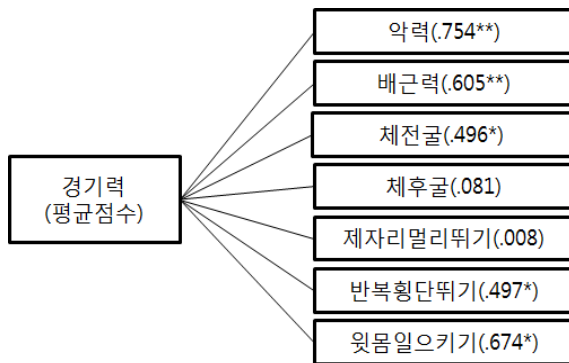 악력(.754**)
배근력(.605**)
체전굴(.496*)
체후굴(.081)
경기력
(평균점수)
제자리멀리뛰기(.008)
반복횡단뛰기(.497*)
윗몸일으키기(.674*)